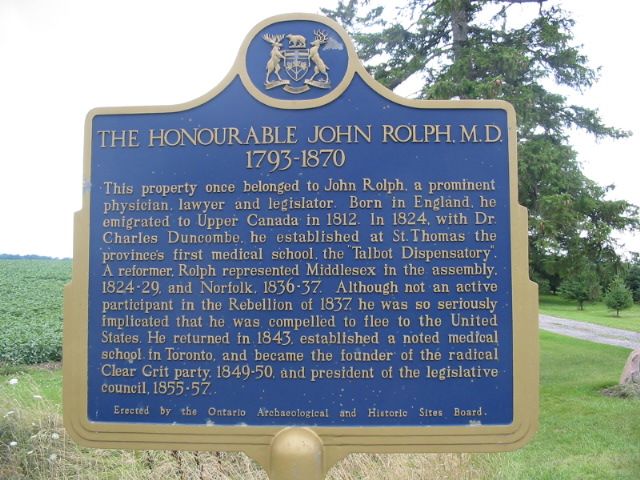 THE HONOURABLE JOHN ROLPH, M.D.
1793-1870
This property once belonged to John Rolph, a prominent
physician, lawyer and legislator. Born in England, he
emigrated to Upper Canada in 1812. In 1824, with Dr.
Charles Duncombe, he established at St. Thomas the
province's first medical school, the "Talbot Dispensatory".
A reformer, Rolph represented Middlesex in the assembly,
1824-29, and Norfolk, 1836-37. Although not an active
participant in the Rebellion of 1837, he was so seriously
implicated that he was compelled to flee to the United
States. He returned in 1843, established a noted medical
school in Toronto, and became the founder of the radical
Clear Grit party, 1849-50, and president of the legislative
council, 1855-57.
Erected by the Ontario Archaeological and Historic Sites Board.